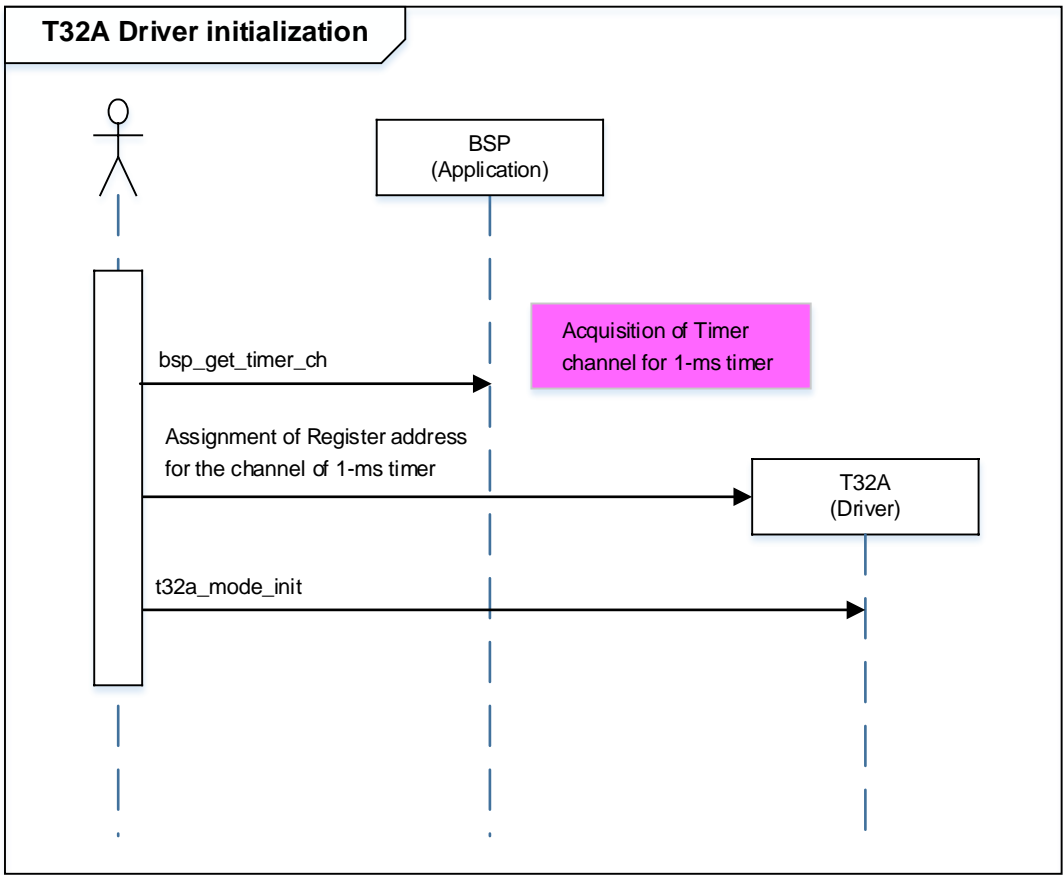 T32A Driver initialization
BSP
(Application)
Acquisition of Timer
channel for 1-ms timer
bsp_get_timer_ch
Assignment of Register address
for the channel of 1-ms timer
T32A
(Driver)
t32a_mode_init